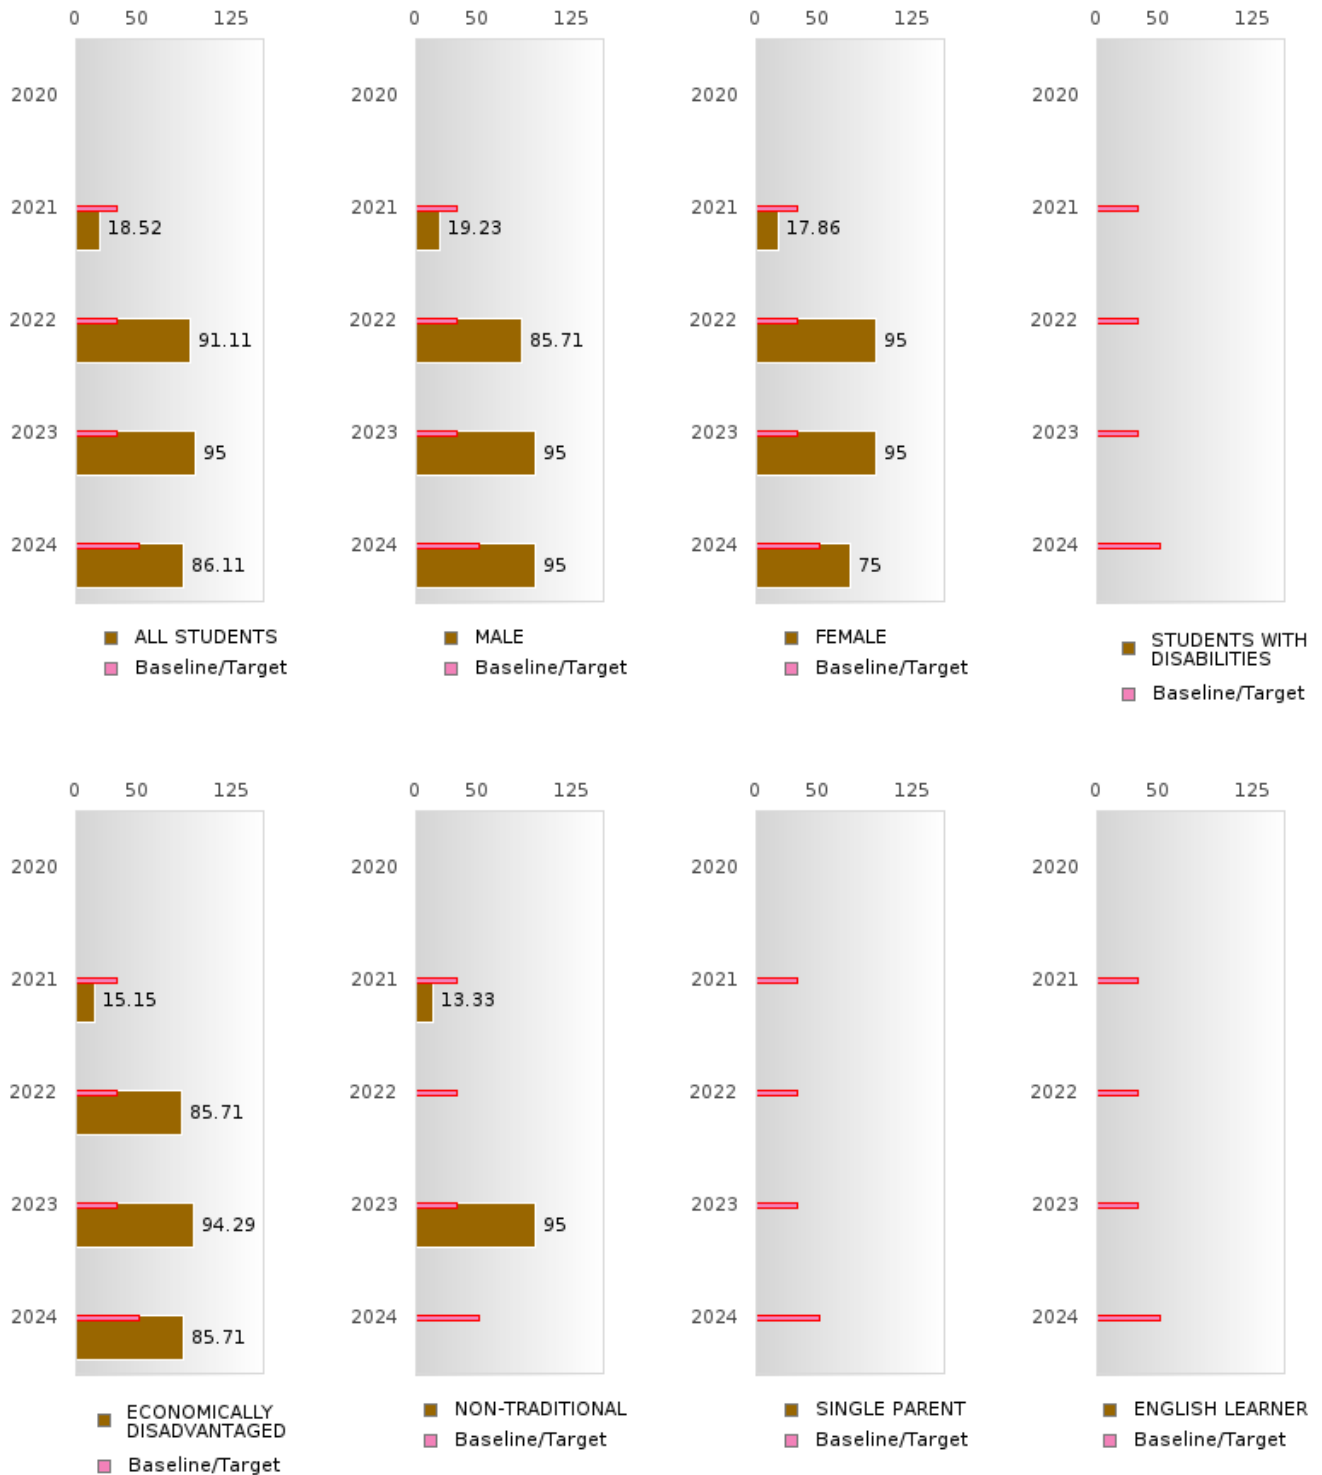 0 50 125
2020
2021 18.52
2022 91.11
2023 95
2024 86.11
ALL STUDENTS
Baseline/Target
0 50 125
2020
2021 19.23
2022 85.71
2023 95
2024 95
MALE
Baseline/Target
0 50 125
2020
2021 17.86
2022 95
2023 95
2024 75
FEMALE
Baseline/Target
0 50 125
2020
2021
2022
2023
2024
STUDENTS WITH
DISABILITIES
Baseline/Target
0 50 125
2020
2021 15.15
2022 85.71
2023 94.29
2024 85.71
ECONOMICALLY
DISADVANTAGED
Baseline/Target
0 50 125
2020
2021 13.33
2022
2023 95
2024
NON-TRADITIONAL
Baseline/Target
0 50 125
2020
2021
2022
2023
2024
SINGLE PARENT
Baseline/Target
0 50 125
2020
2021
2022
2023
2024
ENGLISH LEARNER
Baseline/Target